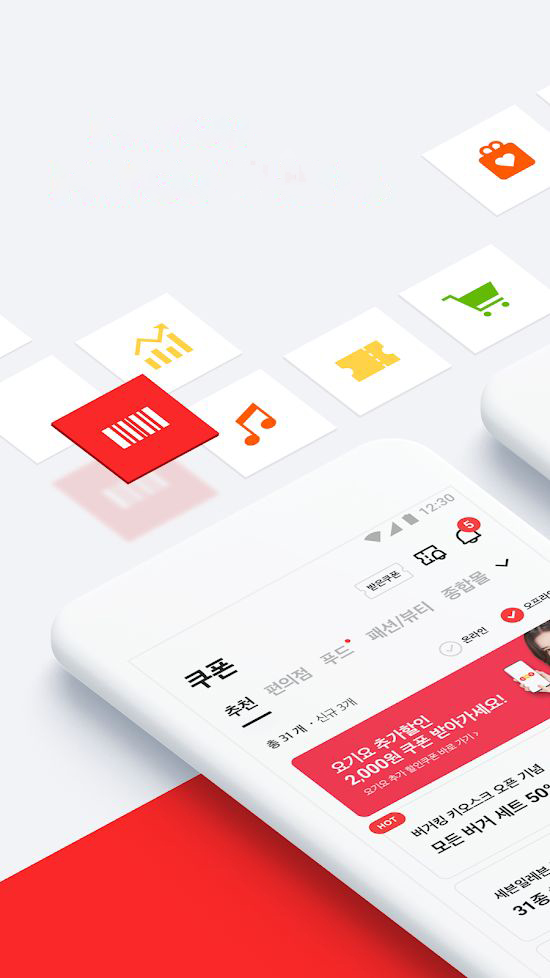 12:30
5
받은쿠폰
쿠폰
추천 편의점 푸드 패션/뷰티 종합몰
총 31개 · 신규 3개
온라인
요기요 추가할인
2,000원 쿠폰 받아가세요!
요기요 추가 할인쿠폰 바로 가기 >
HOT
버거킹 키오스크 오픈 기념
모든 버거 세트 50%
세븐일레븐
31종